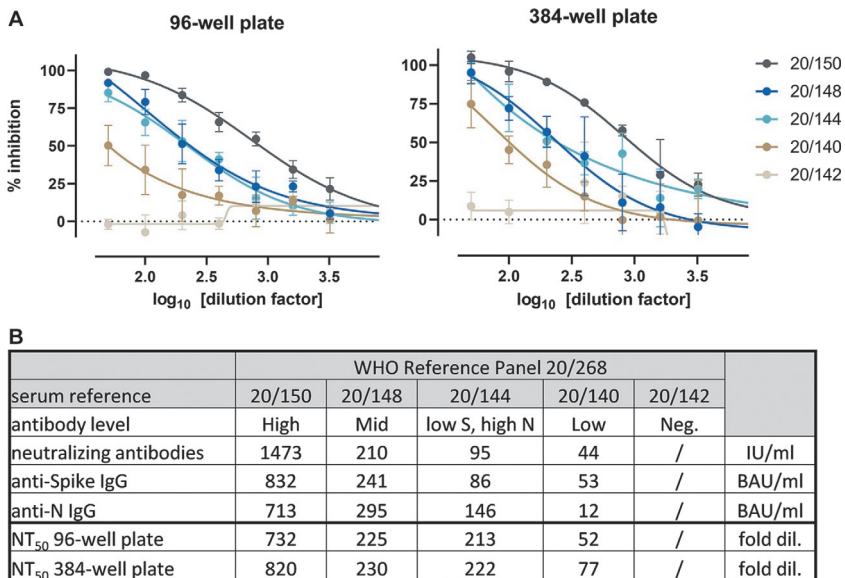 A
96-well plate
384-well plate
% inhibition
100
75
50
25
0
2.0 2.5 3.0 3.5
log10 [dilution factor]
100
75
50
25
0
2.0 2.5 3.0 3.5
log10 [dilution factor]
20/150
20/148
20/144
20/140
20/142
B
WHO Reference Panel 20/268
serum reference 20/150 20/148 20/144 20/140 20/142
antibody level High Mid low S, high N Low Neg.
neutralizing antibodies 1473 210 95 44 / IU/ml
anti-Spike IgG 832 241 86 53 / BAU/ml
anti-N IgG 713 295 146 12 / BAU/ml
NT50 96-well plate 732 225 213 52 / fold dil.
NT50 384-well plate 820 230 222 77 / fold dil.